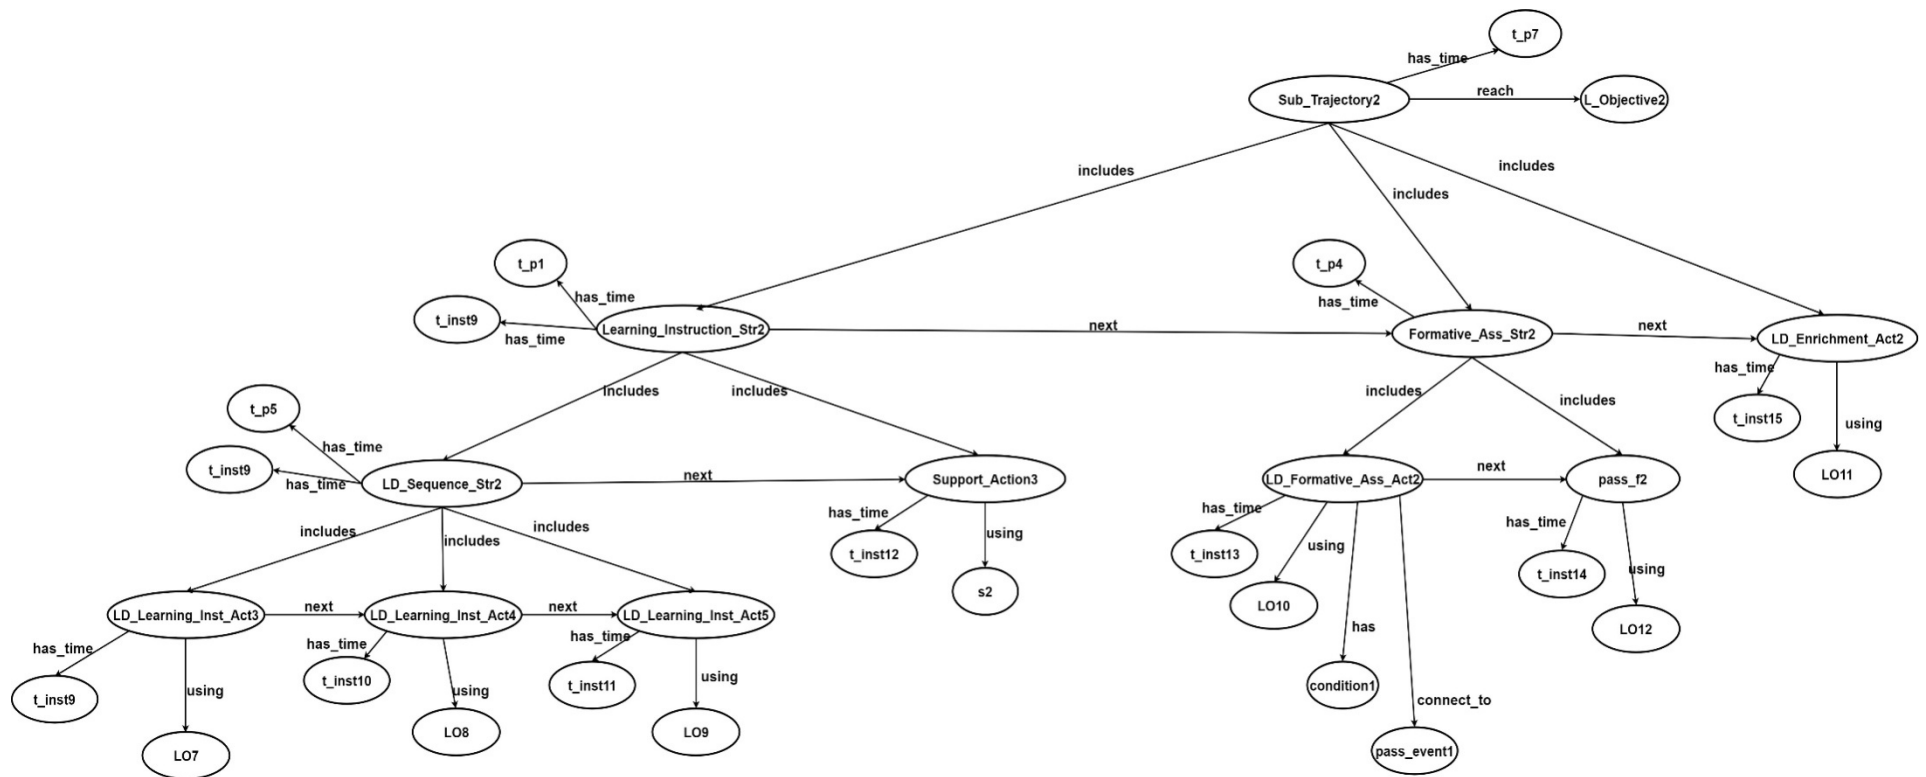 t_p7
has_time
Sub_Trajectory2
reach
L_Objective2
includes
includes
includes
t_p1
t_p4
has_time
has_time
t_inst9
has_time
Learning_Instruction_Str2
next
Formative_Ass_Str2
next
LD_Enrichment_Act2
has_time
t_inst15
using
LO11
includes
includes
includes
includes
t_p5
has_time
t_inst9
has_time
LD_Sequence_Str2
next
Support_Action3
LD_Formative_Ass_Act2
next
pass_f2
has_time
t_inst12
using
s2
has_time
t_inst13
using
LO10
has
condition1
connect_to
pass_event1
has_time
t_inst14
using
LO12
includes
includes
includes
LD_Learning_Inst_Act3
next
LD_Learning_Inst_Act4
next
LD_Learning_Inst_Act5
has_time
t_inst9
using
LO7
has_time
t_inst10
using
LO8
has_time
t_inst11
using
LO9